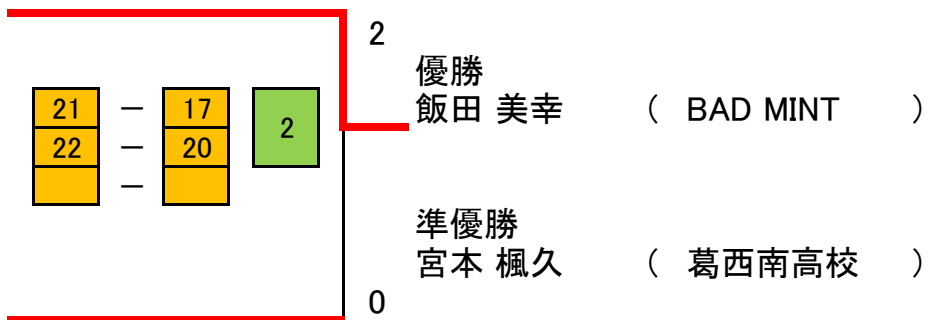 2
優勝
飯田 美幸 ( BAD MINT )
21 － 17 2
22 － 20
－
準優勝
宮本 楓久 ( 葛西南高校 )
0